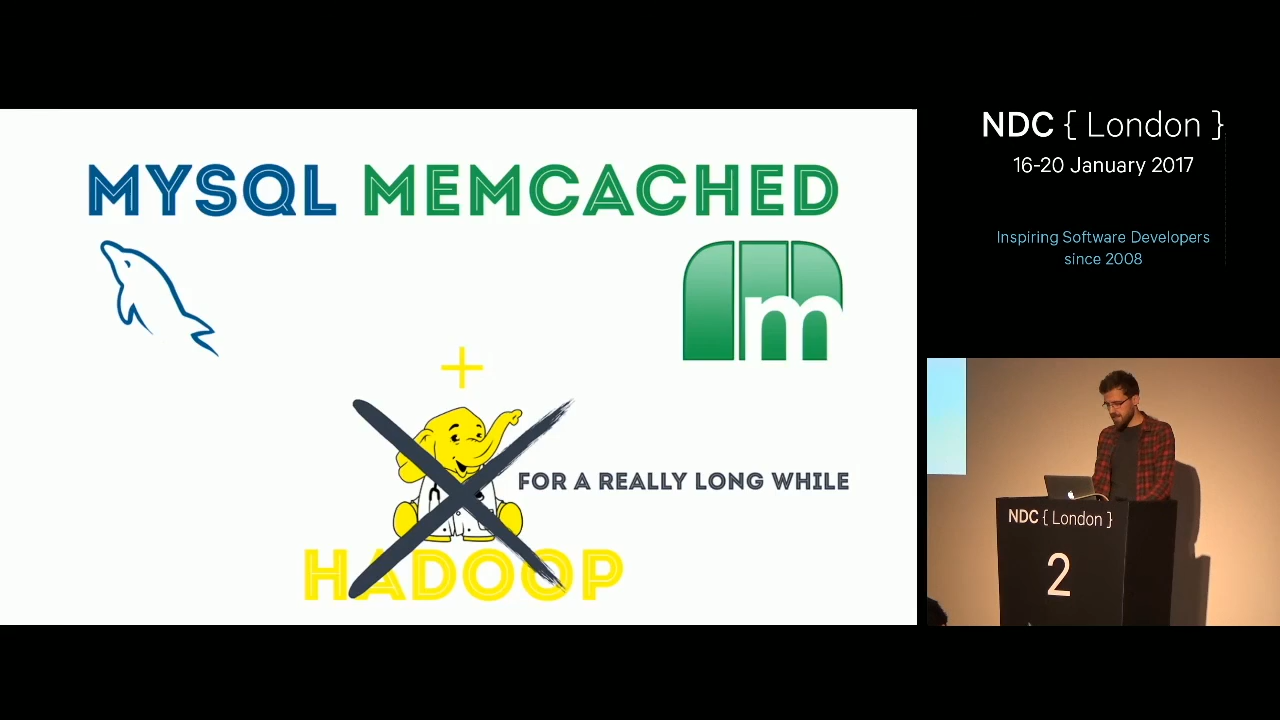 MYSQL MEMCACHED
m
+
FOR A REALLY LONG WHILE
HADOOP
NDC { London }
16-20 January 2017
Inspiring Software Developers
since 2008
NDC { London }
2